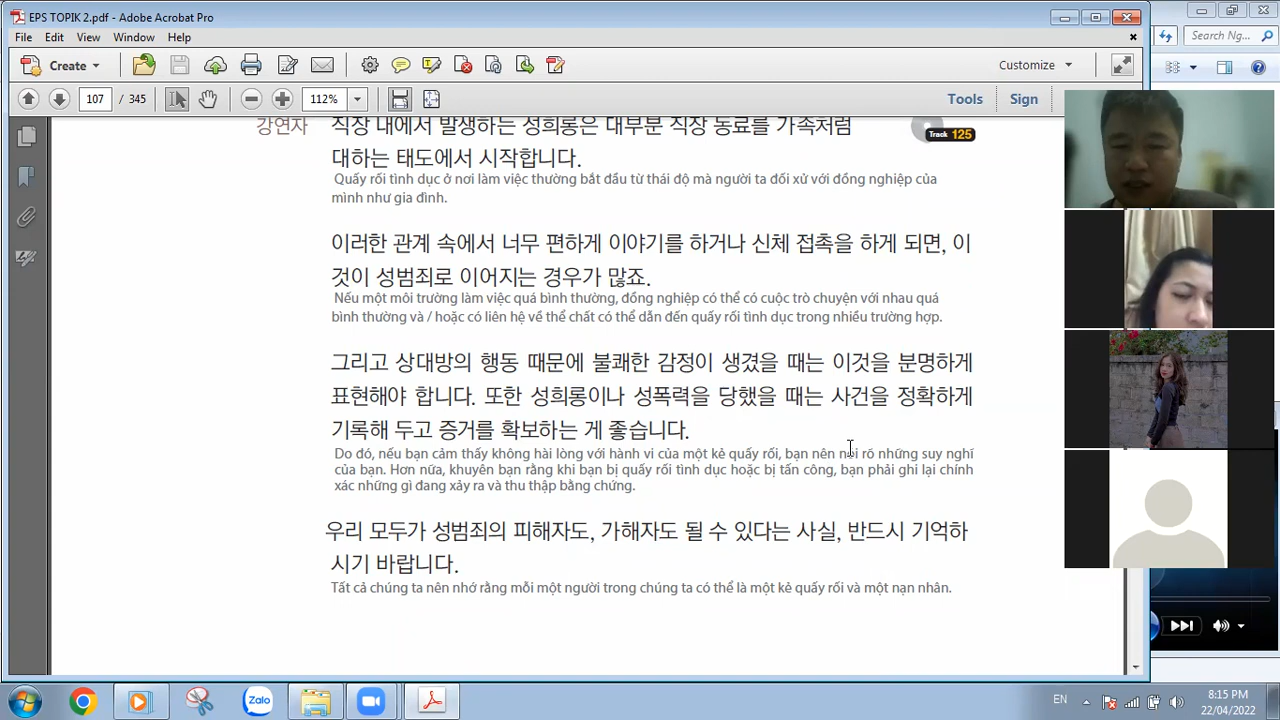 EPS TOPIK 2.pdf - Adobe Acrobat Pro
File Edit View Window Help
Create
Customize
Search Ng...
107 / 345
112%
Tools Sign
강연자
직장 내에서 발생하는 성희롱은 대부분 직장 동료를 가족처럼
Track 125
대하는 태도에서 시작합니다.
Quấy rối tình dục ở nơi làm việc thường bắt đầu từ thái độ mà người ta đối xử với đồng nghiệp của
mình như gia đình.
이러한 관계 속에서 너무 편하게 이야기를 하거나 신체 접촉을 하게 되면, 이
것이 성범죄로 이어지는 경우가 많죠.
Nếu một môi trường làm việc quá bình thường, đồng nghiệp có thể có cuộc trò chuyện với nhau quá
bình thường và / hoặc có liên hệ về thể chất có thể dẫn đến quấy rối tình dục trong nhiều trường hợp.
그리고 상대방의 행동 때문에 불쾌한 감정이 생겼을 때는 이것을 분명하게
표현해야 합니다. 또한 성희롱이나 성폭력을 당했을 때는 사건을 정확하게
기록해 두고 증거를 확보하는 게 좋습니다.
Do đó, nếu bạn cảm thấy không hài lòng với hành vi của một kẻ quấy rối, bạn nên nói rõ những suy nghĩ
của bạn. Hơn nữa, khuyên bạn rằng khi bạn bị quấy rối tình dục hoặc bị tấn công, bạn phải ghi lại chính
xác những gì đang xảy ra và thu thập bằng chứng.
우리 모두가 성범죄의 피해자도, 가해자도 될 수 있다는 사실, 반드시 기억하
시기 바랍니다.
Tất cả chúng ta nên nhớ rằng mỗi một người trong chúng ta có thể là một kẻ quấy rối và một nạn nhân.
Zalo
EN
8:15 PM
22/04/2022